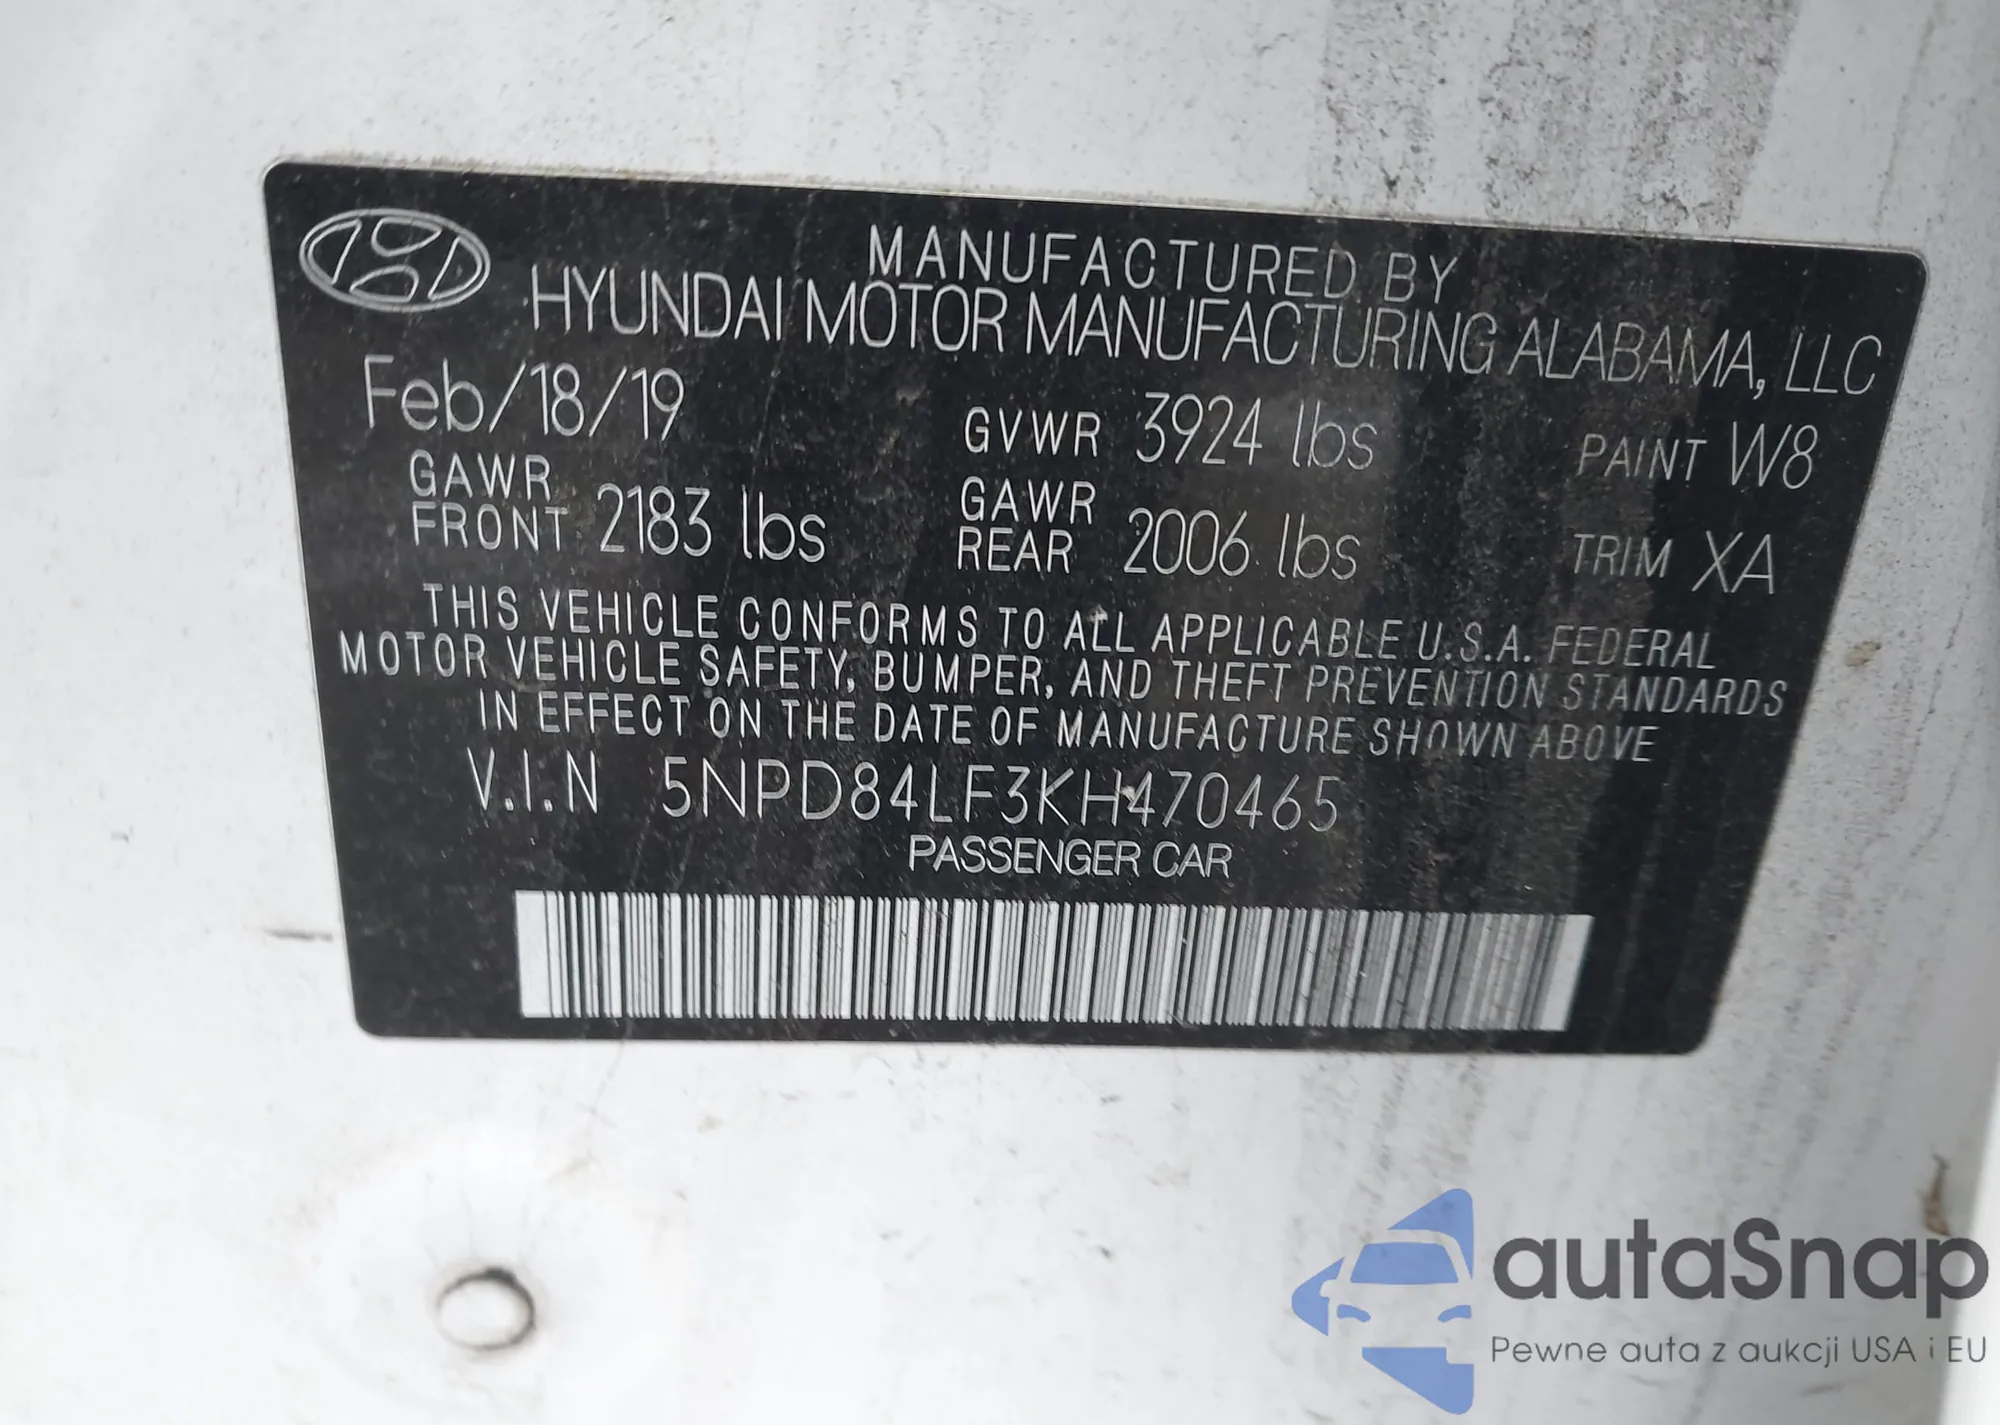 MANUFACTURED BY
HYUNDAI MOTOR MANUFACTURING ALABAMA, LLC
Feb/18/19 GVWR 3924 lbs PAINT W8
GAWR FRONT 2183 lbs GAWR REAR 2006 lbs TRIM XA
THIS VEHICLE CONFORMS TO ALL APPLICABLE U.S.A. FEDERAL
MOTOR VEHICLE SAFETY, BUMPER, AND THEFT PREVENTION STANDARDS
IN EFFECT ON THE DATE OF MANUFACTURE SHOWN ABOVE
V.I.N 5NPD84LF3KH470465
PASSENGER CAR
autaSnap
Pewne auta z aukcji USA i EU